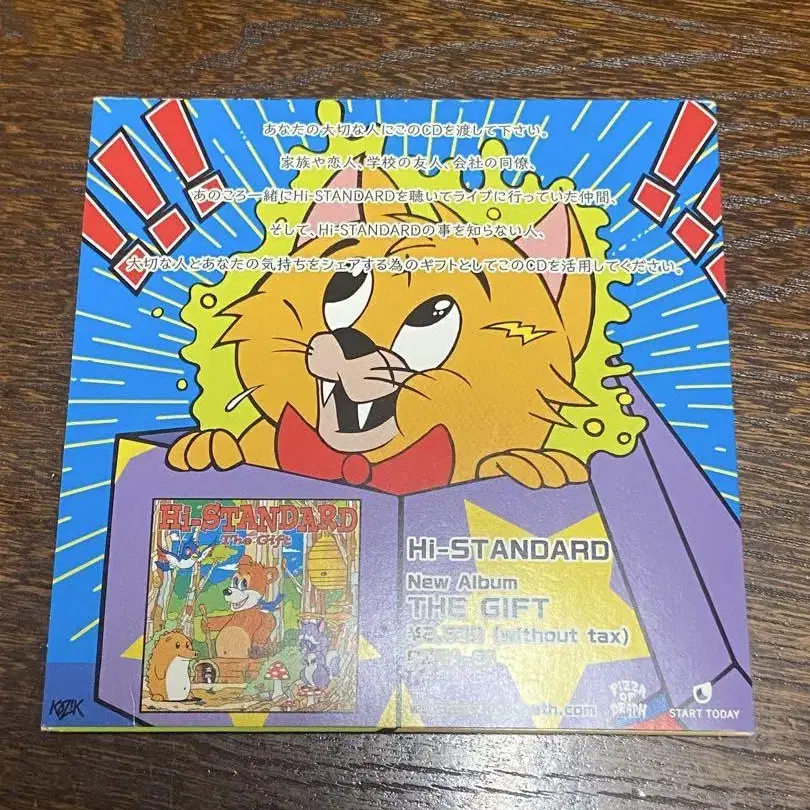 あなたの大切な人にこのCDを渡して下さい。
家族や恋人、学校の友人、会社の同僚、
あのころ一緒にHi-STANDARDを聴いてライブに行っていた仲間、
そして、Hi-STANDARDの事を知らない人、
大切な人とあなたの気持ちをシェアする為のギフトとしてこのCDを活用してください。
Hi-STANDARD
The Gift
Hi-STANDARD
New Album
THE GIFT
(without tax)
PIZZA
OF
DEATH
START TODAY
KOZIK